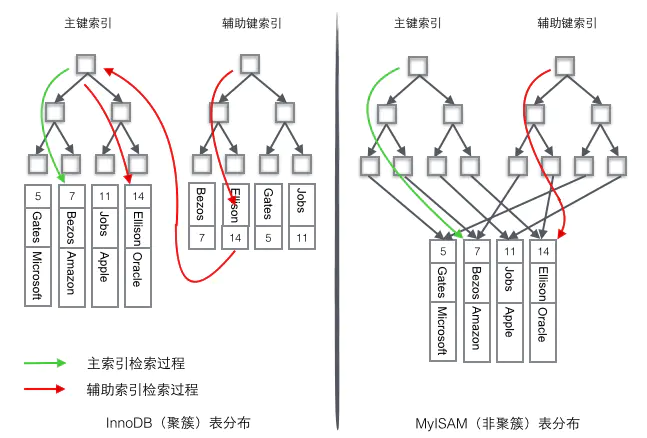 主键索引
辅助键索引
5
7
11
14
Gates
Bezos
Jobs
Ellison
Microsoft
Amazon
Apple
Oracle
Bezos
Ellison
Gates
Jobs
7
14
5
11
主索引检索过程
辅助索引检索过程
InnoDB（聚簇）表分布
主键索引
辅助键索引
5
7
11
14
Gates
Bezos
Jobs
Ellison
Microsoft
Amazon
Apple
Oracle
MyISAM（非聚簇）表分布